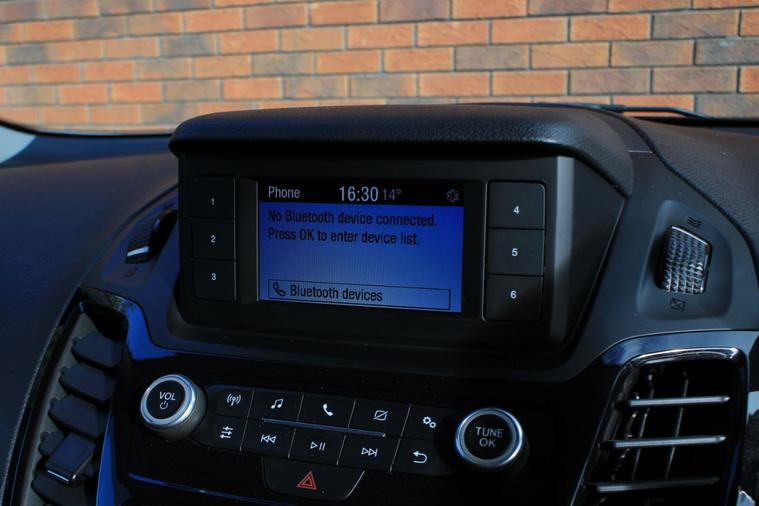 Phone 16:30 14°
No Bluetooth device connected.
Press OK to enter device list.
Bluetooth devices
1
2
3
4
5
6
VOL
TUNE
OK